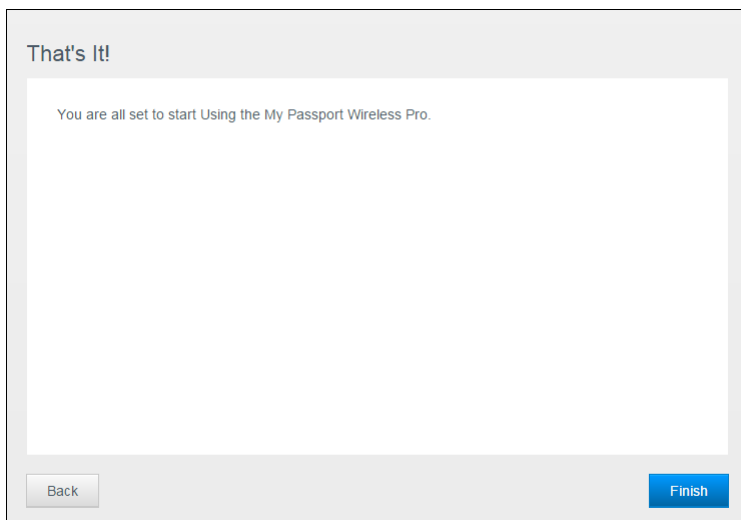 That's It!
You are all set to start Using the My Passport Wireless Pro.
Back
Finish